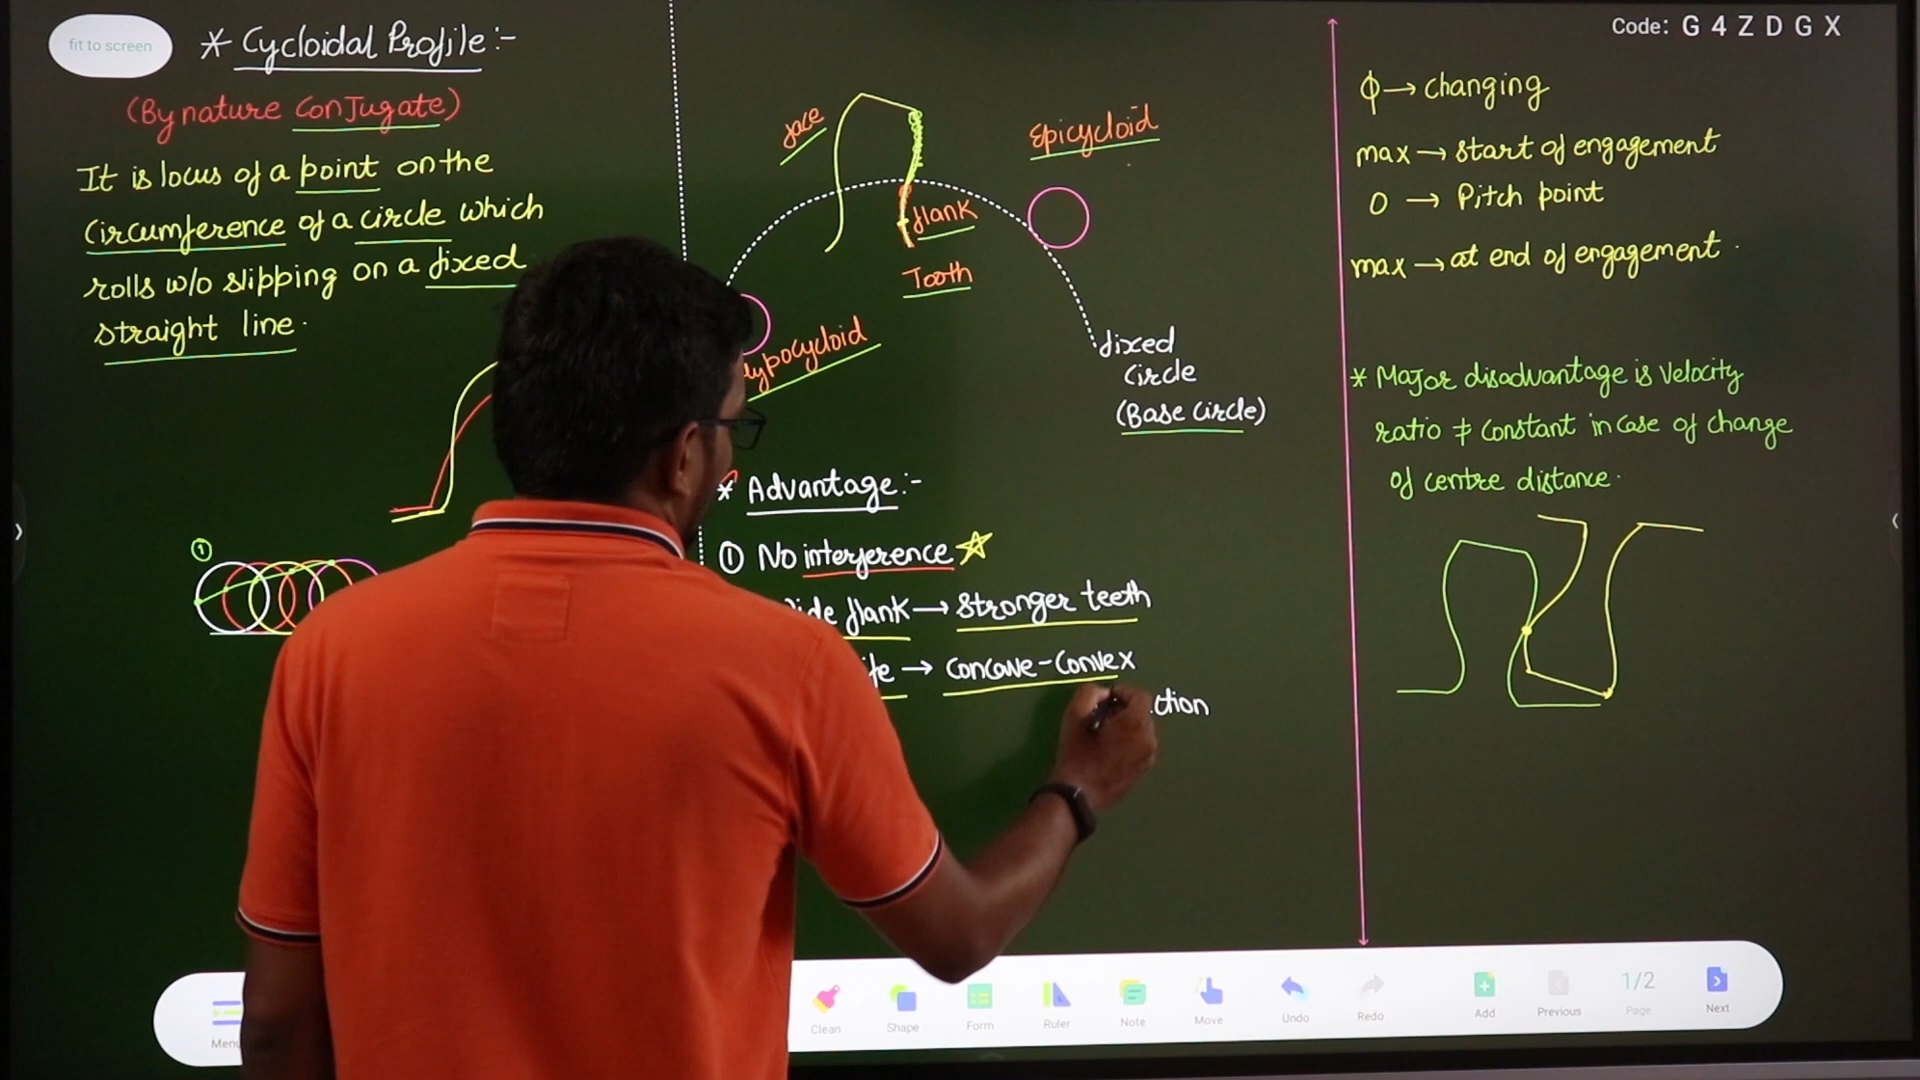 fit to screen
* Cycloidal Profile :-
(By nature conjugate)
It is locus of a point on the
circumference of a circle which
rolls w/o slipping on a fixed
straight line.
①
face
flank
Tooth
Epicycloid
ypocycloid
fixed
circle
(Base circle)
* Advantage :-
① No interference ☆
ide flank → stronger teeth
fe → concave-convex
ction
Code: G4ZDGX
ϕ → changing
max → start of engagement
0 → Pitch point
max → at end of engagement.
* Major disadvantage is velocity
ratio ≠ constant in case of change
of centre distance.
Menu
Clean
Shape
Form
Ruler
Note
Move
Undo
Redo
Add
Previous
1/2
Page
Next